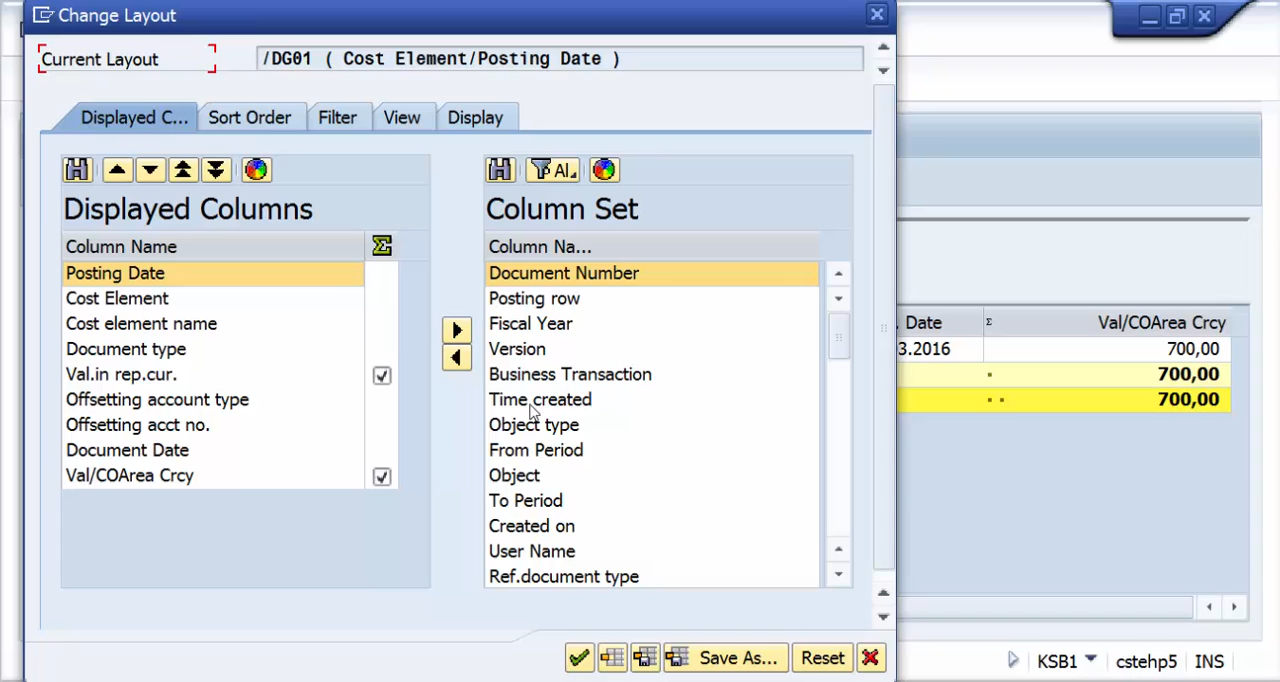 Change Layout
Current Layout /DG01 ( Cost Element/Posting Date )
Displayed C... Sort Order Filter View Display
Al
Displayed Columns
Column Name
Posting Date
Cost Element
Cost element name
Document type
Val.in rep.cur.
Offsetting account type
Offsetting acct no.
Document Date
Val/COArea Crcy
Column Set
Column Na...
Document Number
Posting row
Fiscal Year
Version
Business Transaction
Time created
Object type
From Period
Object
To Period
Created on
User Name
Ref.document type
. Date Σ Val/COArea Crcy
3.2016 700,00
700,00
700,00
Save As... Reset
KSB1 cstehp5 INS